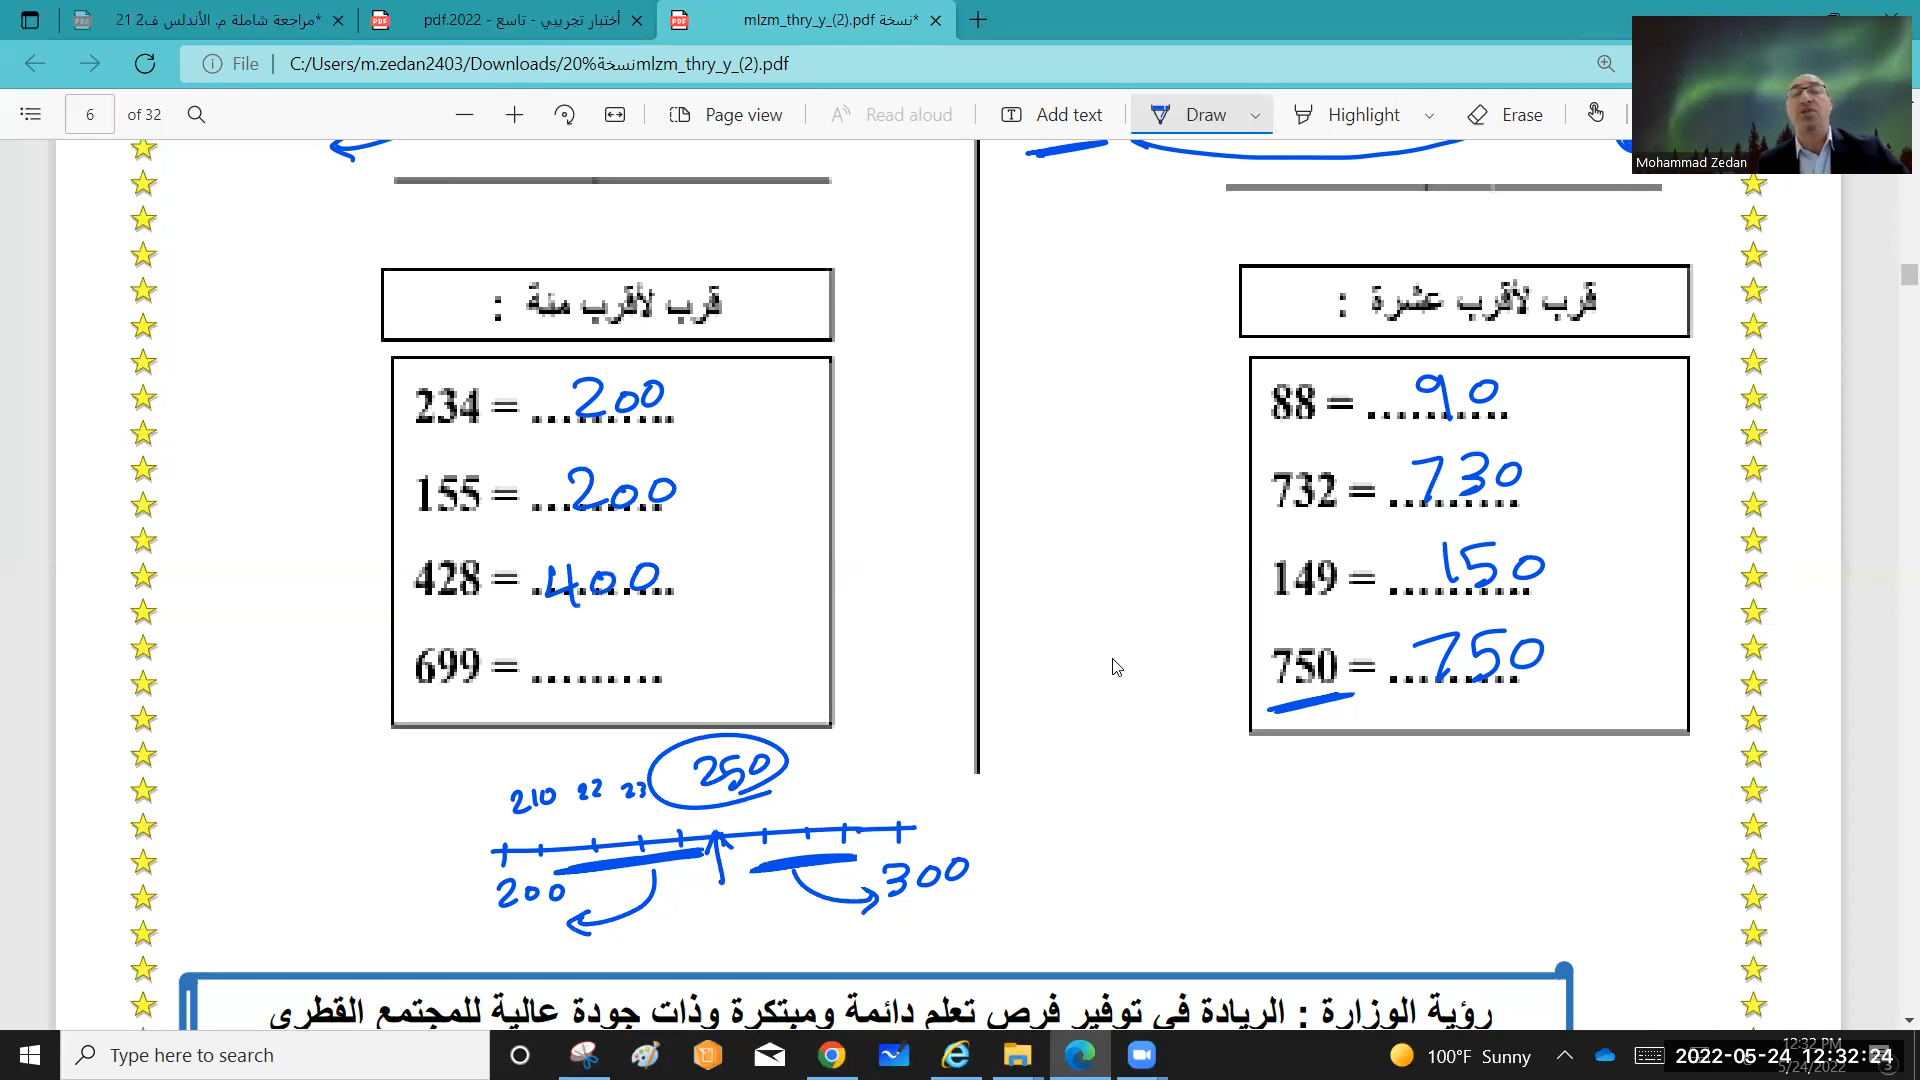 *مراجعة شاملة م. الأندلس ف2 21
أختبار تجريبي - تاسع - 2022.pdf
*نسخة mlzm_thry_y_(2).pdf
File
C:/Users/m.zedan2403/Downloads/20%نسخةmlzm_thry_y_(2).pdf
6 of 32
Page view
Read aloud
Add text
Draw
Highlight
Erase
Mohammad Zedan
قرب لأقرب عشرة :
88 = .......... 90
732 = ......... 730
149 = ......... 150
750 = ......... 750
قرب لأقرب مئة :
234 = .......... 200
155 = ......... 200
428 = .......... 400
699 = .........
210 22 23 250
200 300
رؤية الوزارة : الريادة في توفير فرص تعلم دائمة ومبتكرة وذات جودة عالية للمجتمع القطري
Type here to search
100°F Sunny
12:32 PM
5/24/2022
2022-05-24 12:32:24
3